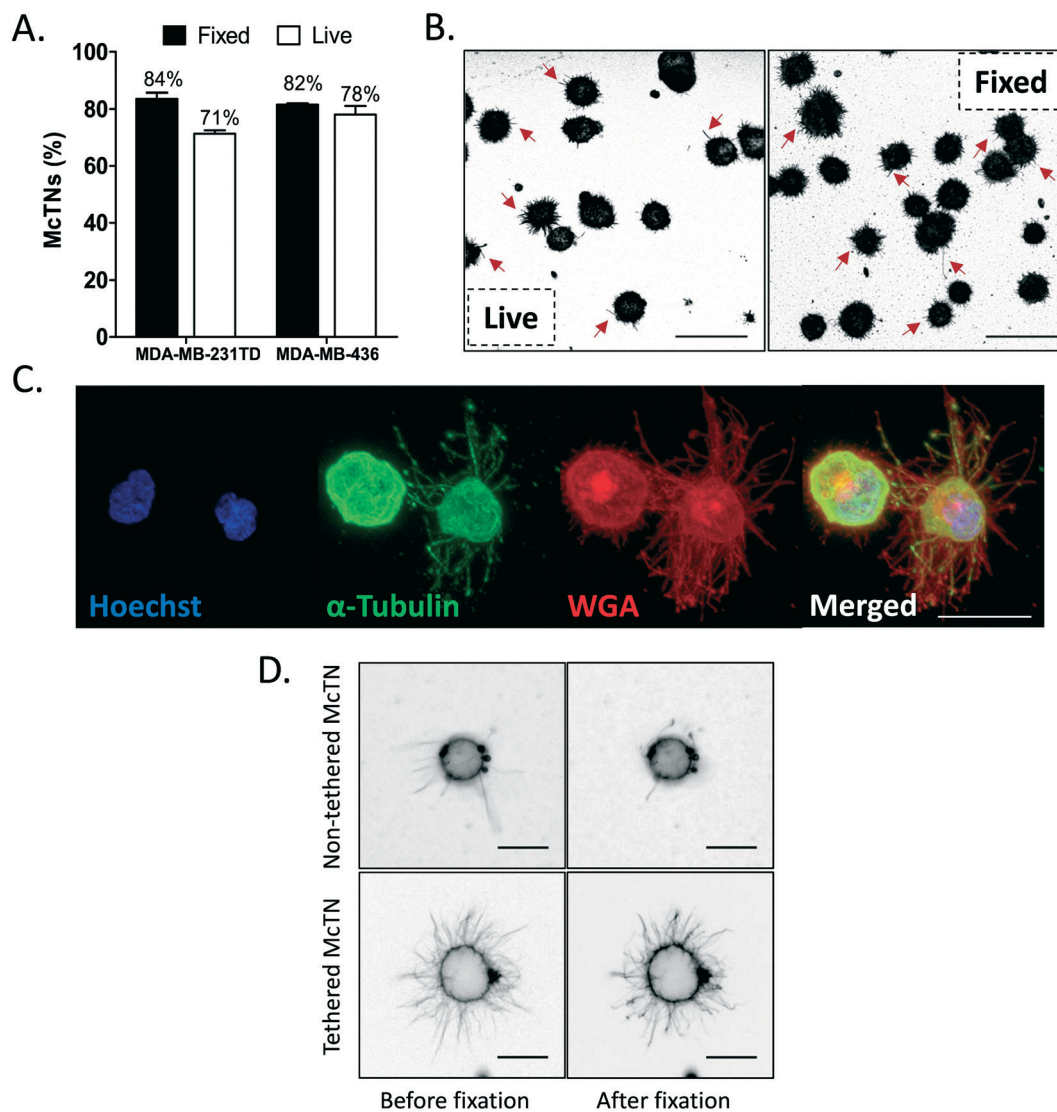 A.
Fixed Live
100
80
60
40
20
0
McTNs (%)
84%
71%
82%
78%
MDA-MB-231TD MDA-MB-436
B.
Live
Fixed
C.
Hoechst
α-Tubulin
WGA
Merged
D.
Non-tethered McTN
Tethered McTN
Before fixation
After fixation